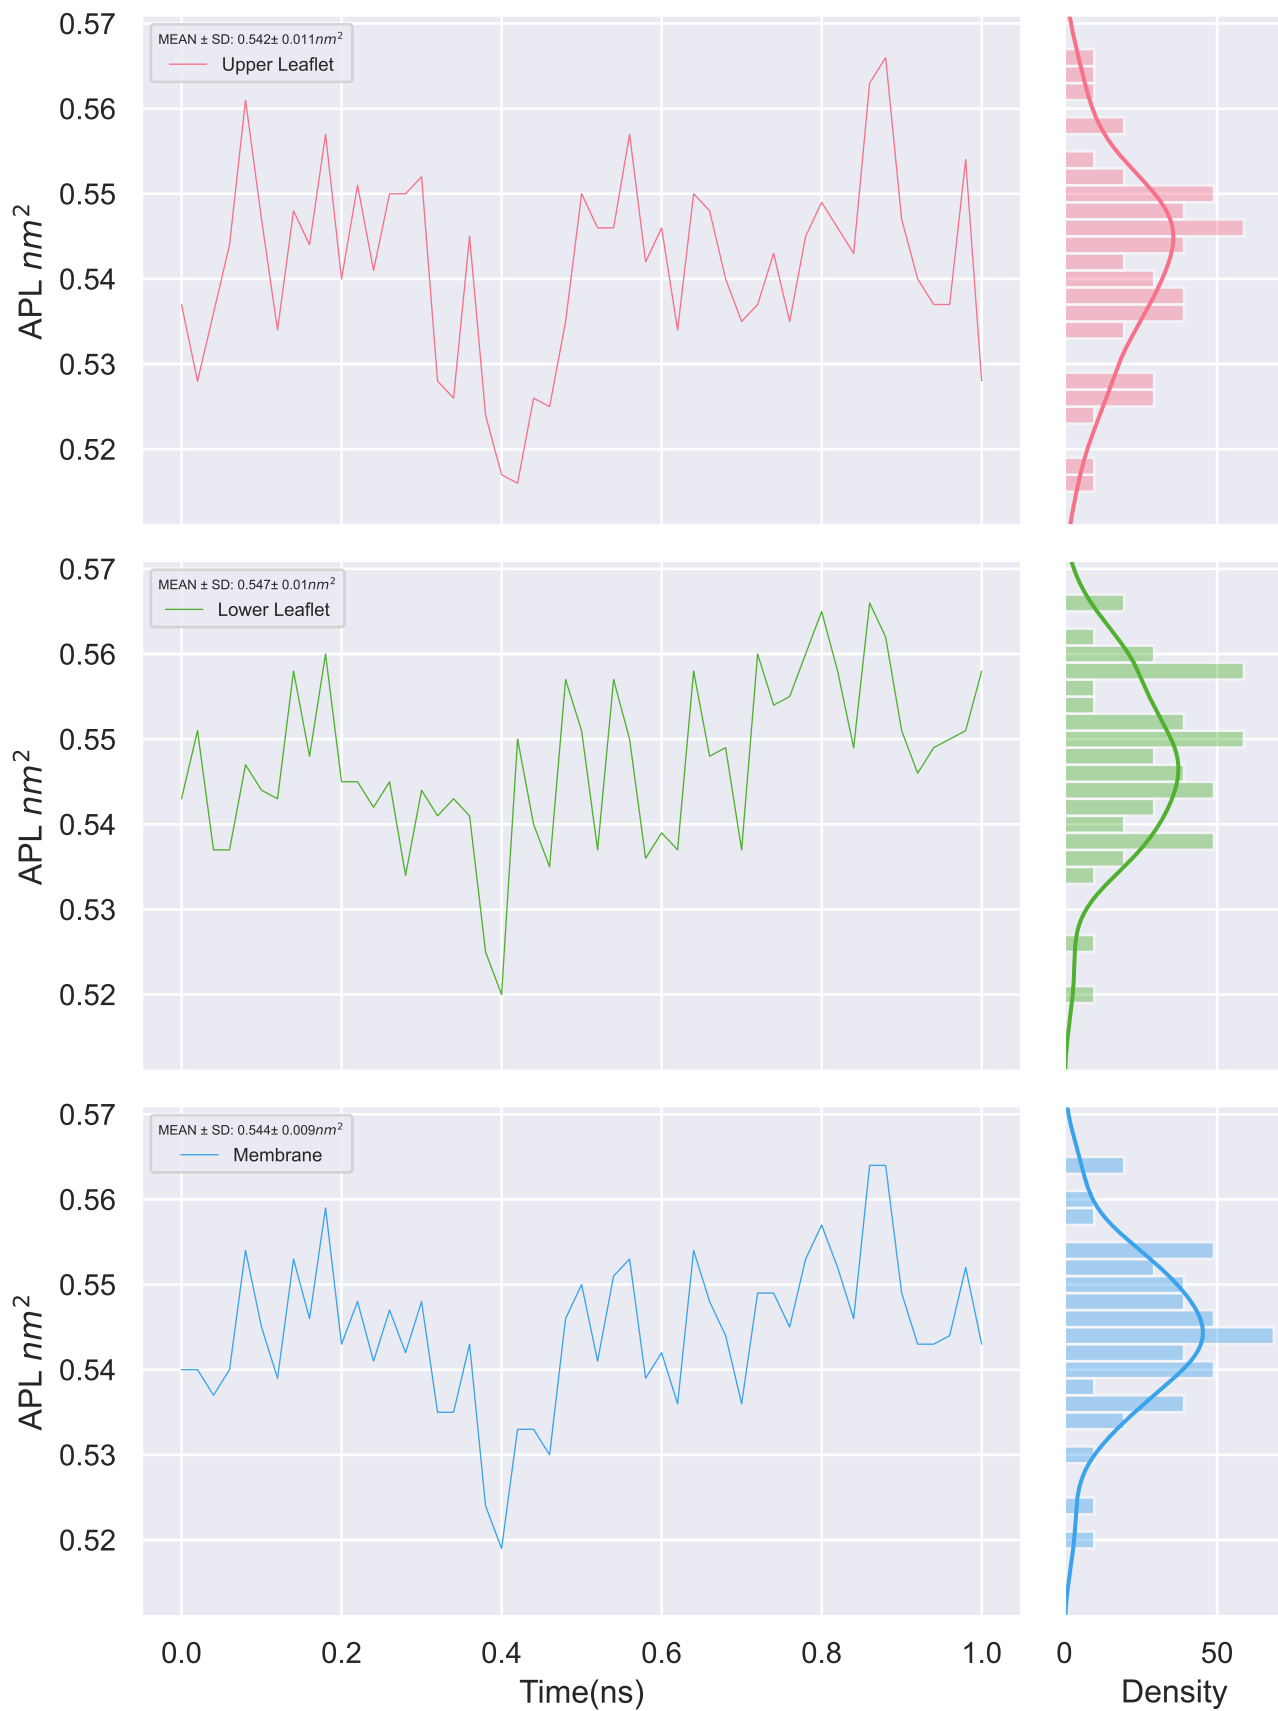 0.57
MEAN ± SD: 0.542± 0.011nm²
Upper Leaflet
0.56
0.55
0.54
0.53
0.52
APL nm²
0.57
MEAN ± SD: 0.547± 0.01nm²
Lower Leaflet
0.56
0.55
0.54
0.53
0.52
APL nm²
0.57
MEAN ± SD: 0.544± 0.009nm²
Membrane
0.56
0.55
0.54
0.53
0.52
APL nm²
0.0 0.2 0.4 0.6 0.8 1.0
Time(ns)
0 50
Density